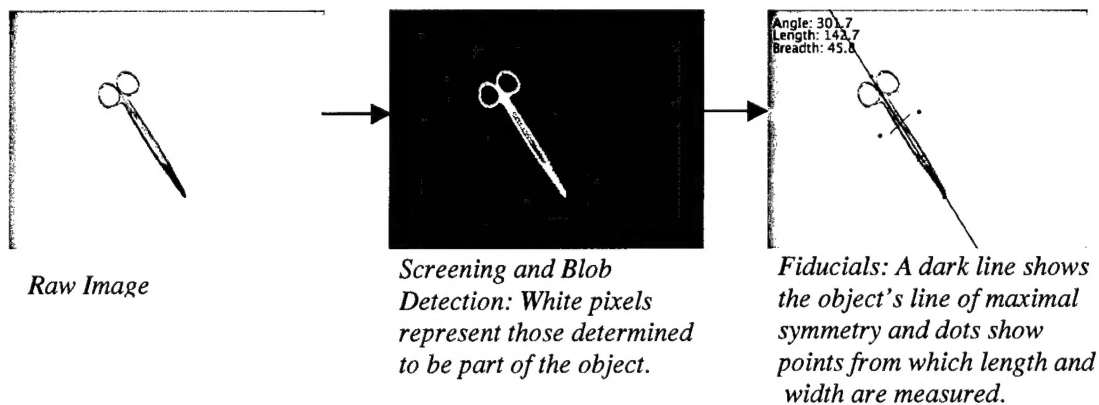 Angle: 301.7
Length: 142.7
Breadth: 45.8
Raw Image
Screening and Blob
Detection: White pixels
represent those determined
to be part of the object.
Fiducials: A dark line shows
the object's line of maximal
symmetry and dots show
points from which length and
width are measured.